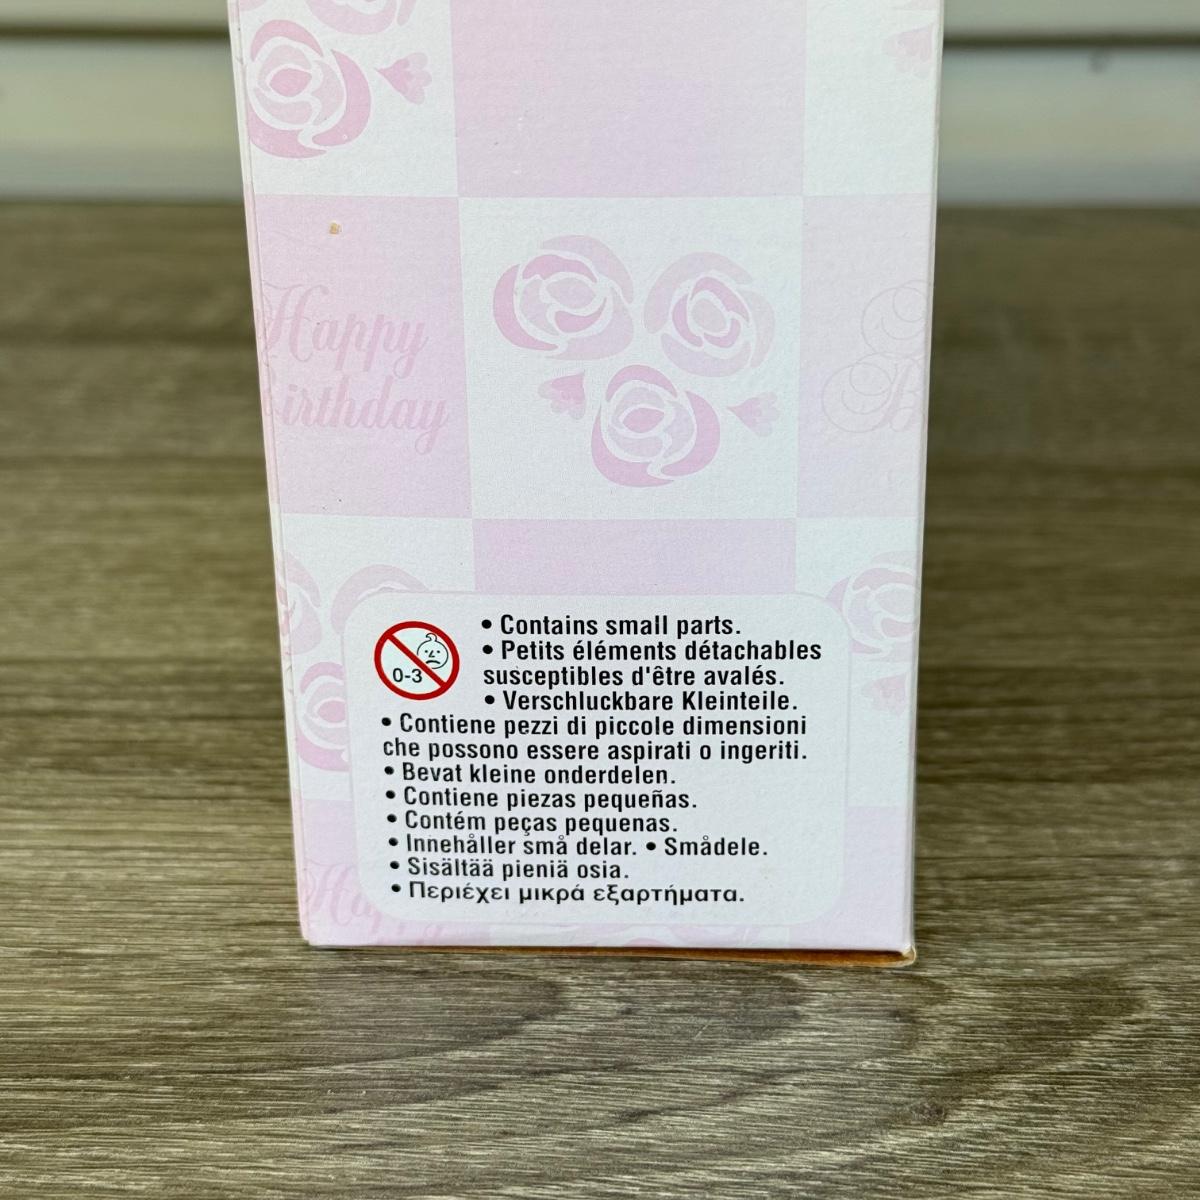 Happy
Birthday
0-3
• Contains small parts.
• Petits éléments détachables
susceptibles d'être avalés.
• Verschluckbare Kleinteile.
• Contiene pezzi di piccole dimensioni
che possono essere aspirati o ingeriti.
• Bevat kleine onderdelen.
• Contiene piezas pequeñas.
• Contém peças pequenas.
• Innehåller små delar. • Smådele.
• Sisältää pieniä osia.
• Περιέχει μικρά εξαρτήματα.